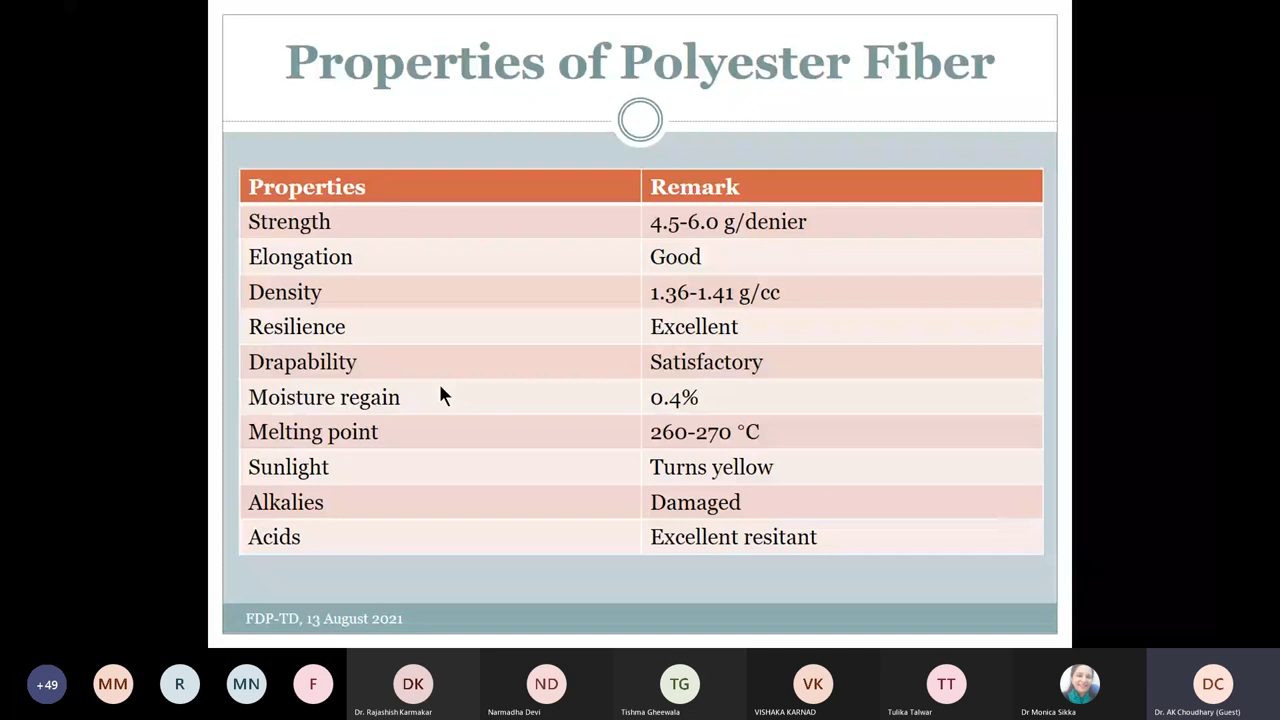 Properties of Polyester Fiber
Properties Remark
Strength 4.5-6.0 g/denier
Elongation Good
Density 1.36-1.41 g/cc
Resilience Excellent
Drapability Satisfactory
Moisture regain 0.4%
Melting point 260-270 °C
Sunlight Turns yellow
Alkalies Damaged
Acids Excellent resitant
FDP-TD, 13 August 2021
+49 MM R MN F DK ND TG VK TT DC
Dr. Rajashish Karmakar Narmadha Devi Tishma Gheewala VISHAKA KARNAD Tulika Talwar Dr Monica Sikka Dr. AK Choudhary (Guest)